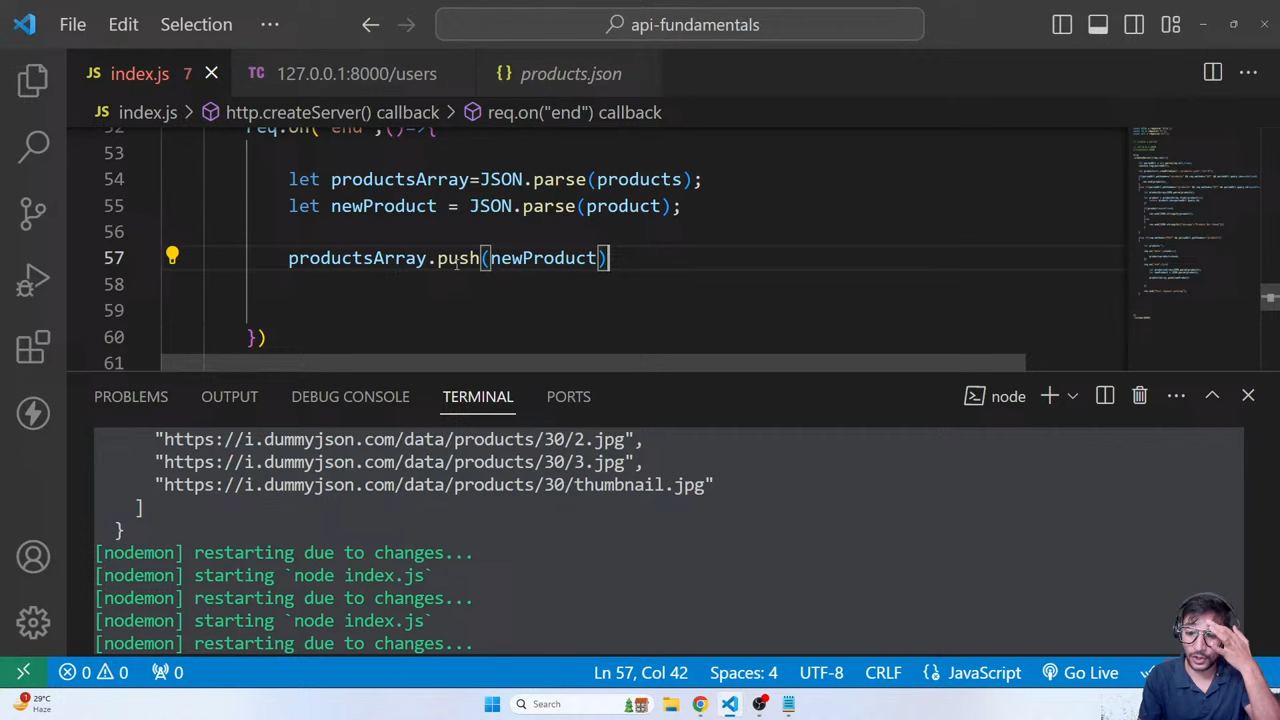 File Edit Selection ··· api-fundamentals
JS index.js 7 127.0.0.1:8000/users {} products.json
JS index.js > http.createServer() callback > req.on("end") callback
52 req.on("end",()=>{
53
54 let productsArray=JSON.parse(products);
55 let newProduct = JSON.parse(product);
56
57 productsArray.push(newProduct)
58
59
60 })
61
PROBLEMS OUTPUT DEBUG CONSOLE TERMINAL PORTS node
"https://i.dummyjson.com/data/products/30/2.jpg",
"https://i.dummyjson.com/data/products/30/3.jpg",
"https://i.dummyjson.com/data/products/30/thumbnail.jpg"
]
}
[nodemon] restarting due to changes...
[nodemon] starting `node index.js`
[nodemon] restarting due to changes...
[nodemon] starting `node index.js`
[nodemon] restarting due to changes...
0 0 0 Ln 57, Col 42 Spaces: 4 UTF-8 CRLF {} JavaScript Go Live
29°C
Haze
Search